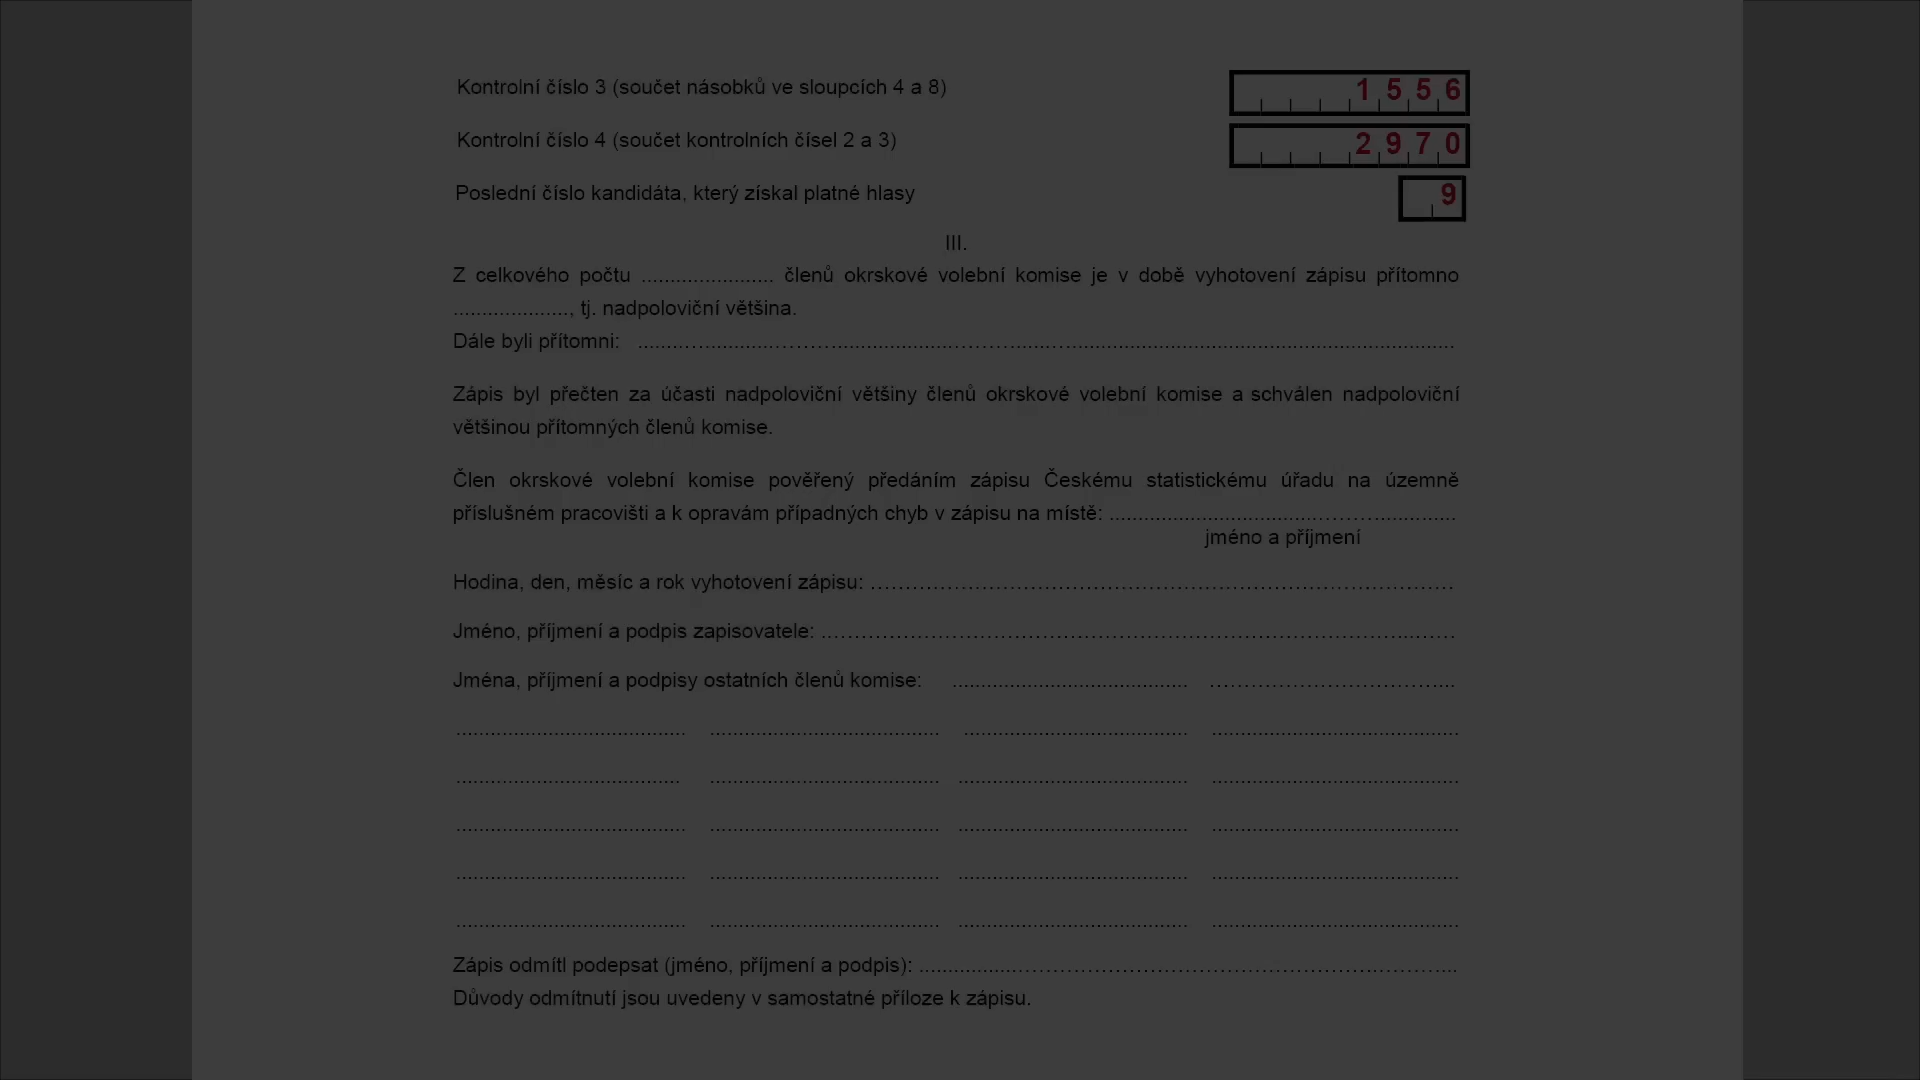 Kontrolní číslo 3 (součet násobků ve sloupcích 4 a 8) 1556
Kontrolní číslo 4 (součet kontrolních čísel 2 a 3) 2970
Poslední číslo kandidáta, který získal platné hlasy 9
III.
Z celkového počtu ....................... členů okrskové volební komise je v době vyhotovení zápisu přítomno
...................., tj. nadpoloviční většina.
Dále byli přítomni: ................................................................................
Zápis byl přečten za účasti nadpoloviční většiny členů okrskové volební komise a schválen nadpoloviční
většinou přítomných členů komise.
Člen okrskové volební komise pověřený předáním zápisu Českému statistickému úřadu na územně
příslušném pracovišti a k opravám případných chyb v zápisu na místě: ............................................................
jméno a příjmení
Hodina, den, měsíc a rok vyhotovení zápisu: ................................................................................
Jméno, příjmení a podpis zapisovatele: ................................................................................
Jména, příjmení a podpisy ostatních členů komise: ........................................ ........................................
........................................ ........................................ ........................................ ........................................
........................................ ........................................ ........................................ ........................................
........................................ ........................................ ........................................ ........................................
........................................ ........................................ ........................................ ........................................
........................................ ........................................ ........................................ ........................................
Zápis odmítl podepsat (jméno, příjmení a podpis): ................................................................................
Důvody odmítnutí jsou uvedeny v samostatné příloze k zápisu.